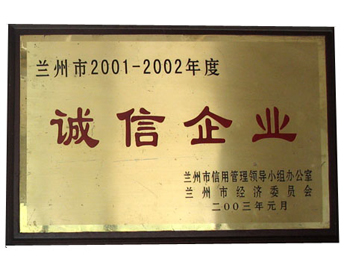 兰州市2001-2002年度
诚信企业
兰州市信用管理领导小组办公室
兰州市经济委员会
二00三年元月